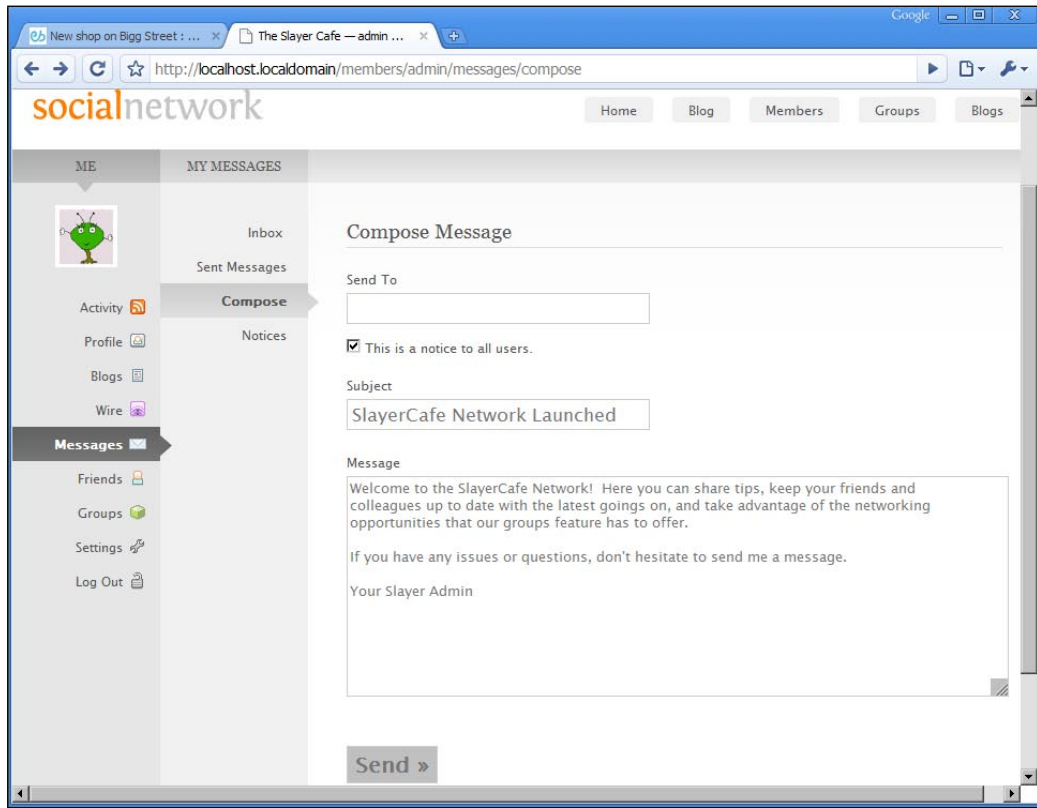 Google
New shop on Bigg Street : ...
The Slayer Cafe — admin ...
http://localhost.localdomain/members/admin/messages/compose
socialnetwork
Home
Blog
Members
Groups
Blogs
ME
MY MESSAGES
Activity
Profile
Blogs
Wire
Messages
Friends
Groups
Settings
Log Out
Inbox
Sent Messages
Compose
Notices
Compose Message
Send To
This is a notice to all users.
Subject
SlayerCafe Network Launched
Message
Welcome to the SlayerCafe Network! Here you can share tips, keep your friends and
colleagues up to date with the latest goings on, and take advantage of the networking
opportunities that our groups feature has to offer.
If you have any issues or questions, don't hesitate to send me a message.
Your Slayer Admin
Send »